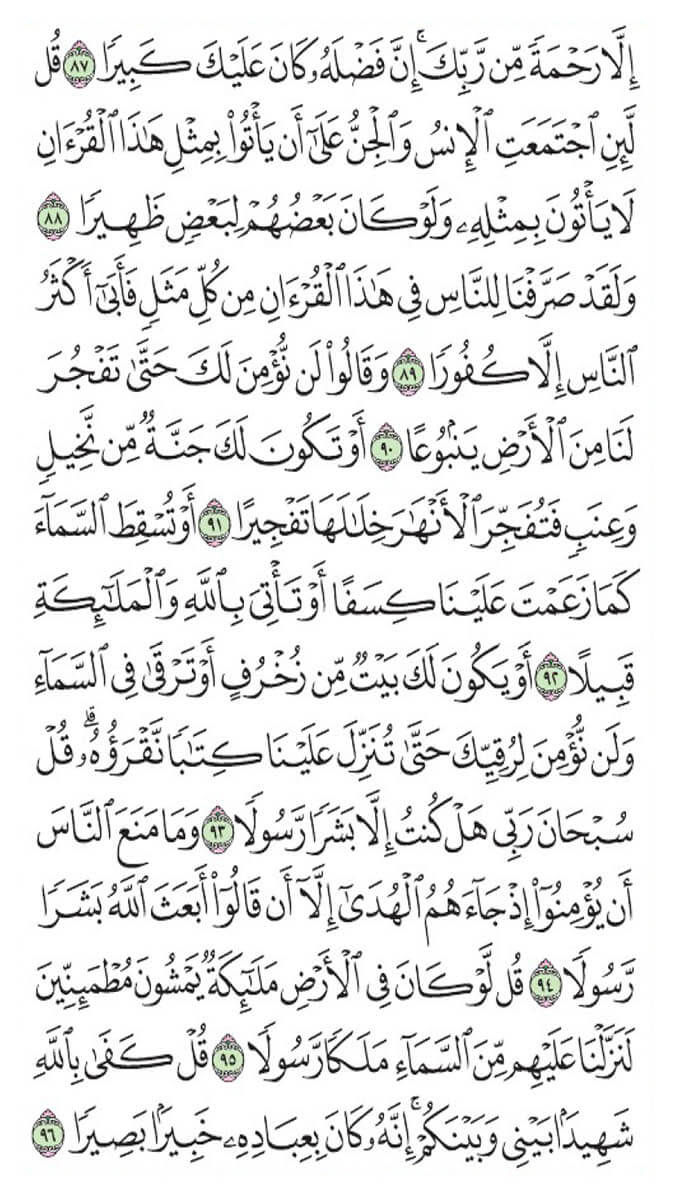 إِلَّا رَحْمَةً مِّن رَّبِّكَ ۚ إِنَّ فَضْلَهُۥ كَانَ عَلَيْكَ كَبِيرًا ٨٧ قُل
لَّئِنِ ٱجْتَمَعَتِ ٱلْإِنسُ وَٱلْجِنُّ عَلَىٰٓ أَن يَأْتُوا۟ بِمِثْلِ هَـٰذَا ٱلْقُرْءَانِ
لَا يَأْتُونَ بِمِثْلِهِۦ وَلَوْ كَانَ بَعْضُهُمْ لِبَعْضٍ ظَهِيرًا ٨٨
وَلَقَدْ صَرَّفْنَا لِلنَّاسِ فِى هَـٰذَا ٱلْقُرْءَانِ مِن كُلِّ مَثَلٍ فَأَبَىٰٓ أَكْثَرُ
ٱلنَّاسِ إِلَّا كُفُورًا ٨٩ وَقَالُوا۟ لَن نُّؤْمِنَ لَكَ حَتَّىٰ تَفْجُرَ
لَنَا مِنَ ٱلْأَرْضِ يَنۢبُوعًا ٩٠ أَوْ تَكُونَ لَكَ جَنَّةٌ مِّن نَّخِيلٍ
وَعِنَبٍ فَتُفَجِّرَ ٱلْأَنْهَـٰرَ خِلَـٰلَهَا تَفْجِيرًا ٩١ أَوْ تُسْقِطَ ٱلسَّمَآءَ
كَمَا زَعَمْتَ عَلَيْنَا كِسَفًا أَوْ تَأْتِىَ بِٱللَّهِ وَٱلْمَلَـٰٓئِكَةِ
قَبِيلًا ٩٢ أَوْ يَكُونَ لَكَ بَيْتٌ مِّن زُخْرُفٍ أَوْ تَرْقَىٰ فِى ٱلسَّمَآءِ
وَلَن نُّؤْمِنَ لِرُقِيِّكَ حَتَّىٰ تُنَزِّلَ عَلَيْنَا كِتَـٰبًا نَّقْرَؤُهُۥ ۗ قُلْ
سُبْحَانَ رَبِّى هَلْ كُنتُ إِلَّا بَشَرًا رَّسُولًا ٩٣ وَمَا مَنَعَ ٱلنَّاسَ
أَن يُؤْمِنُوٓا۟ إِذْ جَآءَهُمُ ٱلْهُدَىٰٓ إِلَّآ أَن قَالُوٓا۟ أَبَعَثَ ٱللَّهُ بَشَرًا
رَّسُولًا ٩٤ قُل لَّوْ كَانَ فِى ٱلْأَرْضِ مَلَـٰٓئِكَةٌ يَمْشُونَ مُطْمَئِنِّينَ
لَنَزَّلْنَا عَلَيْهِم مِّنَ ٱلسَّمَآءِ مَلَكًا رَّسُولًا ٩٥ قُلْ كَفَىٰ بِٱللَّهِ
شَهِيدًۢا بَيْنِى وَبَيْنَكُمْ ۚ إِنَّهُۥ كَانَ بِعِبَادِهِۦ خَبِيرًۢا بَصِيرًا ٩٦